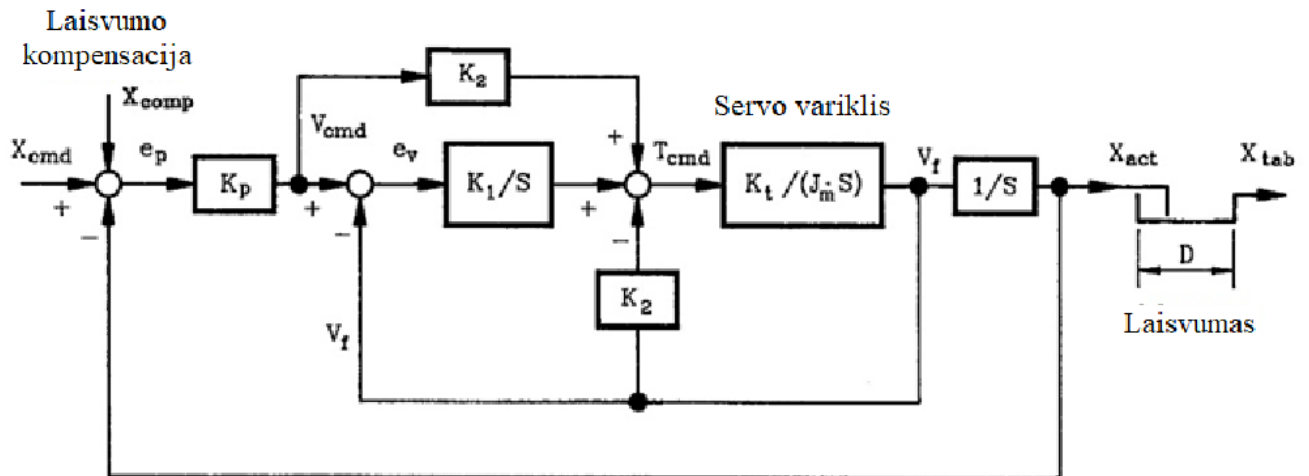 Laisvumo
kompensacija
X_comp
X_cmd
+
−
e_p
K_p
V_cmd
+
−
e_v
K_1/S
K_2
+
+
−
T_cmd
Servo variklis
K_t/(J_m S)
K_2
V_f
V_f
1/S
X_act
X_tab
D
Laisvumas